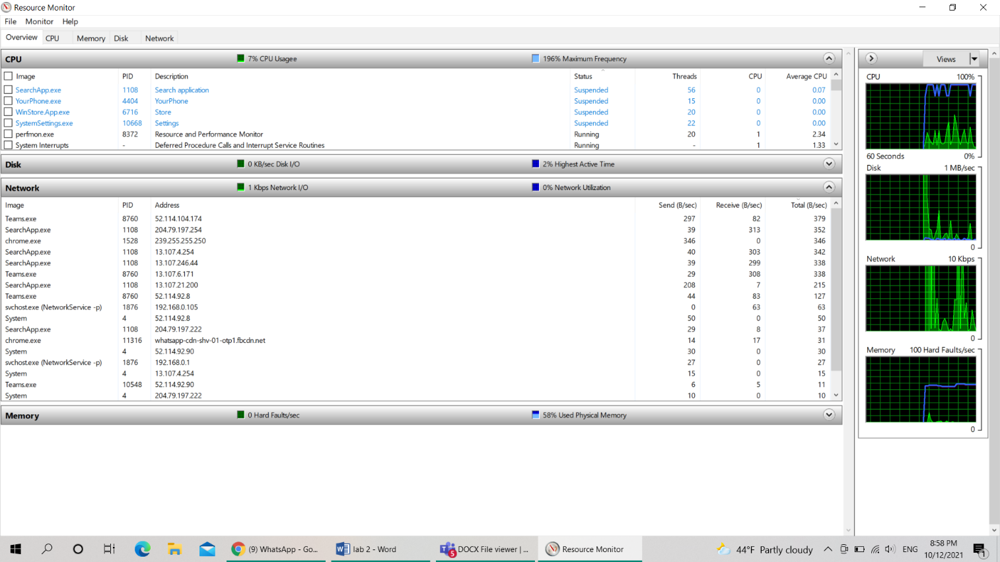 Resource Monitor
File Monitor Help
Overview CPU Memory Disk Network
CPU 7% CPU Usagee 196% Maximum Frequency
Image PID Description Status Threads CPU Average CPU
SearchApp.exe 1108 Search application Suspended 56 0 0.07
YourPhone.exe 4404 YourPhone Suspended 15 0 0.00
WinStore.App.exe 6716 Store Suspended 20 0 0.00
SystemSettings.exe 10668 Settings Suspended 22 0 0.00
perfmon.exe 8372 Resource and Performance Monitor Running 20 1 2.34
System Interrupts - Deferred Procedure Calls and Interrupt Service Routines Running - 1 1.33
Disk 0 KB/sec Disk I/O 2% Highest Active Time
Network 1 Kbps Network I/O 0% Network Utilization
Image PID Address Send (B/sec) Receive (B/sec) Total (B/sec)
Teams.exe 8760 52.114.104.174 297 82 379
SearchApp.exe 1108 204.79.197.254 39 313 352
chrome.exe 1528 239.255.255.250 346 0 346
SearchApp.exe 1108 13.107.4.254 40 303 342
SearchApp.exe 1108 13.107.246.44 39 299 338
Teams.exe 8760 13.107.6.171 29 308 338
SearchApp.exe 1108 13.107.21.200 208 7 215
Teams.exe 8760 52.114.92.8 44 83 127
svchost.exe (NetworkService -p) 1876 192.168.0.105 0 63 63
System 4 52.114.92.8 50 0 50
SearchApp.exe 1108 204.79.197.222 29 8 37
chrome.exe 11316 whatsapp-cdn-shv-01-otp1.fbcdn.net 14 17 31
System 4 52.114.92.90 30 0 30
svchost.exe (NetworkService -p) 1876 192.168.0.1 27 0 27
System 4 13.107.4.254 15 0 15
Teams.exe 10548 52.114.92.90 6 5 11
System 4 204.79.197.222 10 0 10
Memory 0 Hard Faults/sec 58% Used Physical Memory
Views
CPU 100%
60 Seconds 0%
Disk 1 MB/sec
0
Network 10 Kbps
0
Memory 100 Hard Faults/sec
0
(9) WhatsApp - Go... lab 2 - Word 5 DOCX File viewer | ... Resource Monitor 44°F Partly cloudy ENG 8:58 PM
10/12/2021 1